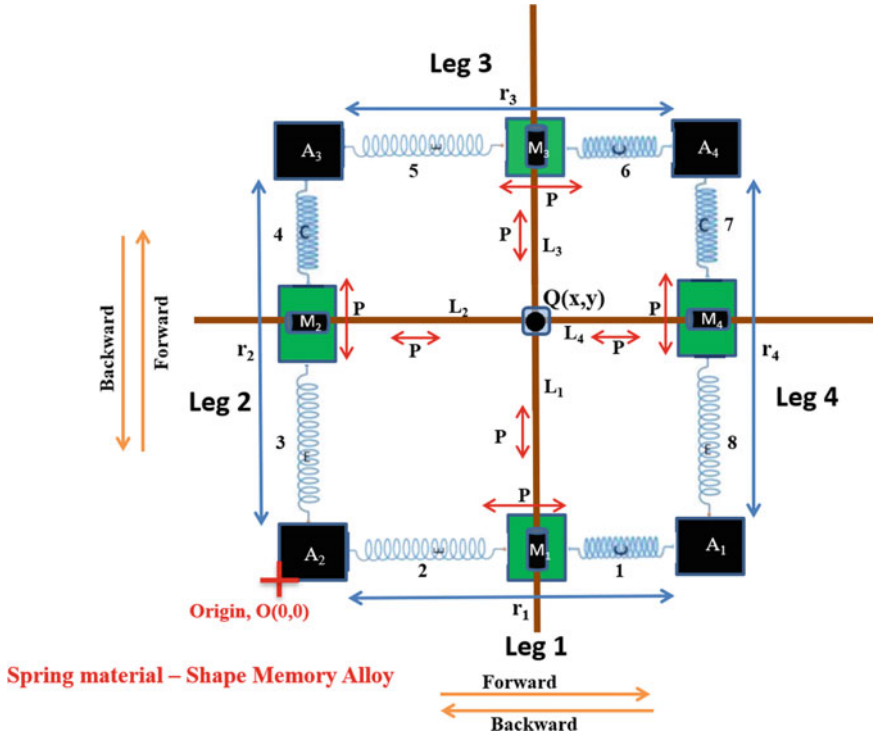 Leg 3
r₃
A₃
M₃
A₄
E
C
5
6
P
4
C
P
L₃
C
7
Q(x,y)
M₂
P
L₂
P
M₄
L₄
P
P
r₂
r₄
Backward
Forward
Leg 2
L₁
Leg 4
3
E
P
E
8
P
A₂
M₁
A₁
E
C
2
1
Origin, O(0,0)
r₁
Leg 1
Spring material – Shape Memory Alloy
Forward
Backward